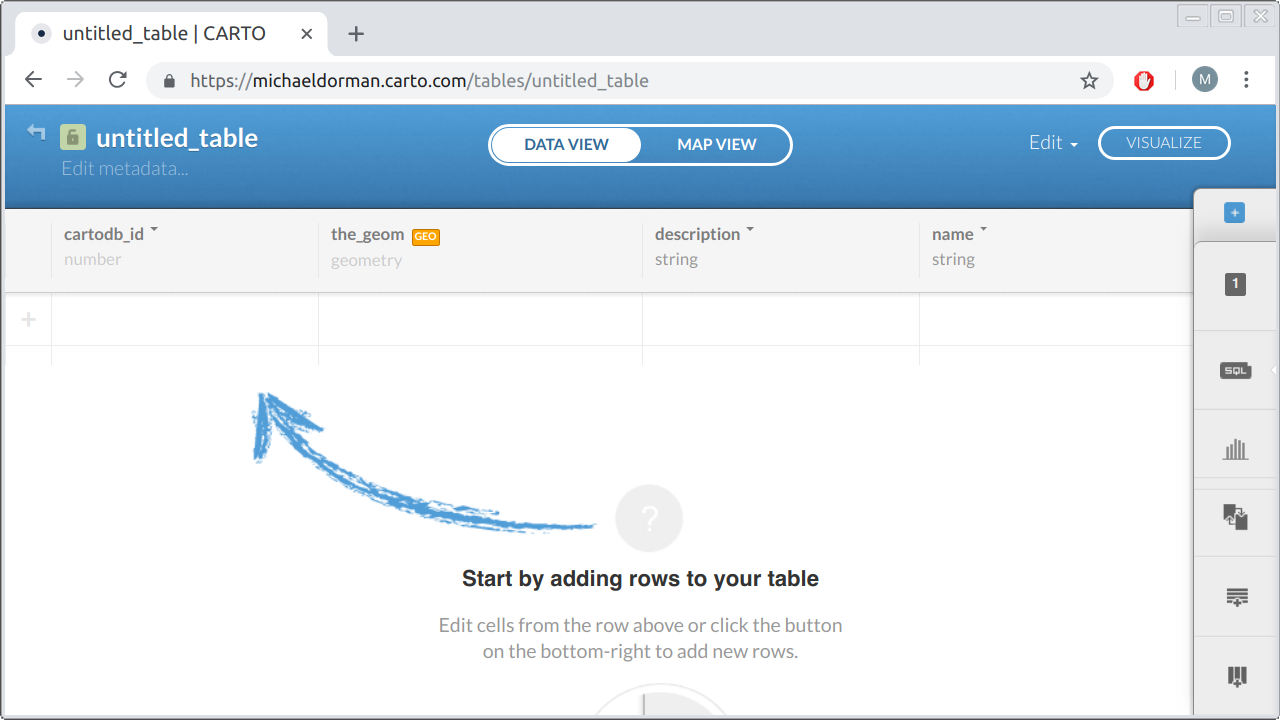 untitled_table | CARTO
https://michaeldorman.carto.com/tables/untitled_table
M
untitled_table
Edit metadata...
DATA VIEW
MAP VIEW
Edit
VISUALIZE
cartodb_id
number
the_geom GEO
geometry
description
string
name
string
1
SQL
?
Start by adding rows to your table
Edit cells from the row above or click the button
on the bottom-right to add new rows.